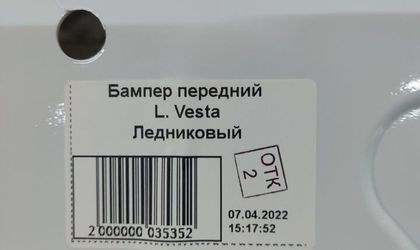 Бампер передний
L. Vesta
Ледниковый
ОТК
2
2 000000 035352
07.04.2022
15:17:52